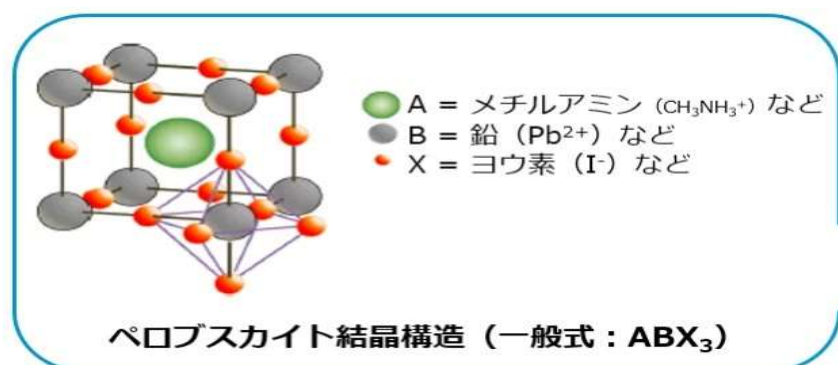 A = メチルアミン（CH₃NH₃⁺）など
B = 鉛（Pb²⁺）など
X = ヨウ素（I⁻）など
ペロブスカイト結晶構造（一般式：ABX₃）